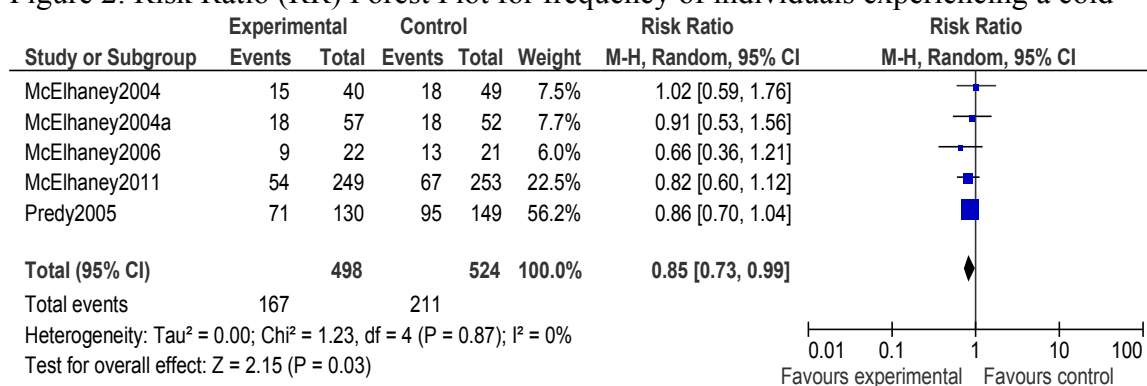 Figure 2: Risk Ratio (RR) Forest Plot for frequency of individuals experiencing a cold
Experimental Control Risk Ratio Risk Ratio
Study or Subgroup Events Total Events Total Weight M-H, Random, 95% CI M-H, Random, 95% CI
McElhaney2004 15 40 18 49 7.5% 1.02 [0.59, 1.76]
McElhaney2004a 18 57 18 52 7.7% 0.91 [0.53, 1.56]
McElhaney2006 9 22 13 21 6.0% 0.66 [0.36, 1.21]
McElhaney2011 54 249 67 253 22.5% 0.82 [0.60, 1.12]
Predy2005 71 130 95 149 56.2% 0.86 [0.70, 1.04]
Total (95% CI) 498 524 100.0% 0.85 [0.73, 0.99]
Total events 167 211
Heterogeneity: Tau² = 0.00; Chi² = 1.23, df = 4 (P = 0.87); I² = 0%
Test for overall effect: Z = 2.15 (P = 0.03)
0.01 0.1 1 10 100
Favours experimental Favours control